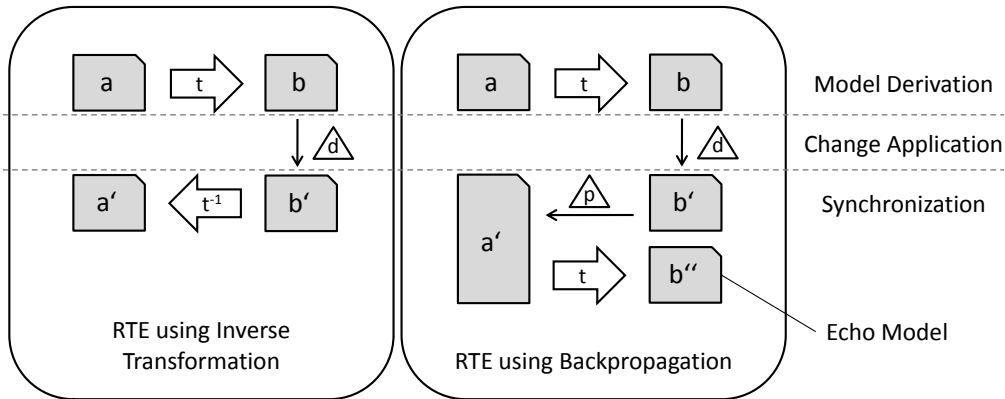 a
t
b
a
t
b
Model Derivation
d
d
Change Application
a‘
t-1
b‘
p
b‘
Synchronization
a‘
t
b‘‘
RTE using Inverse
Transformation
RTE using Backpropagation
Echo Model